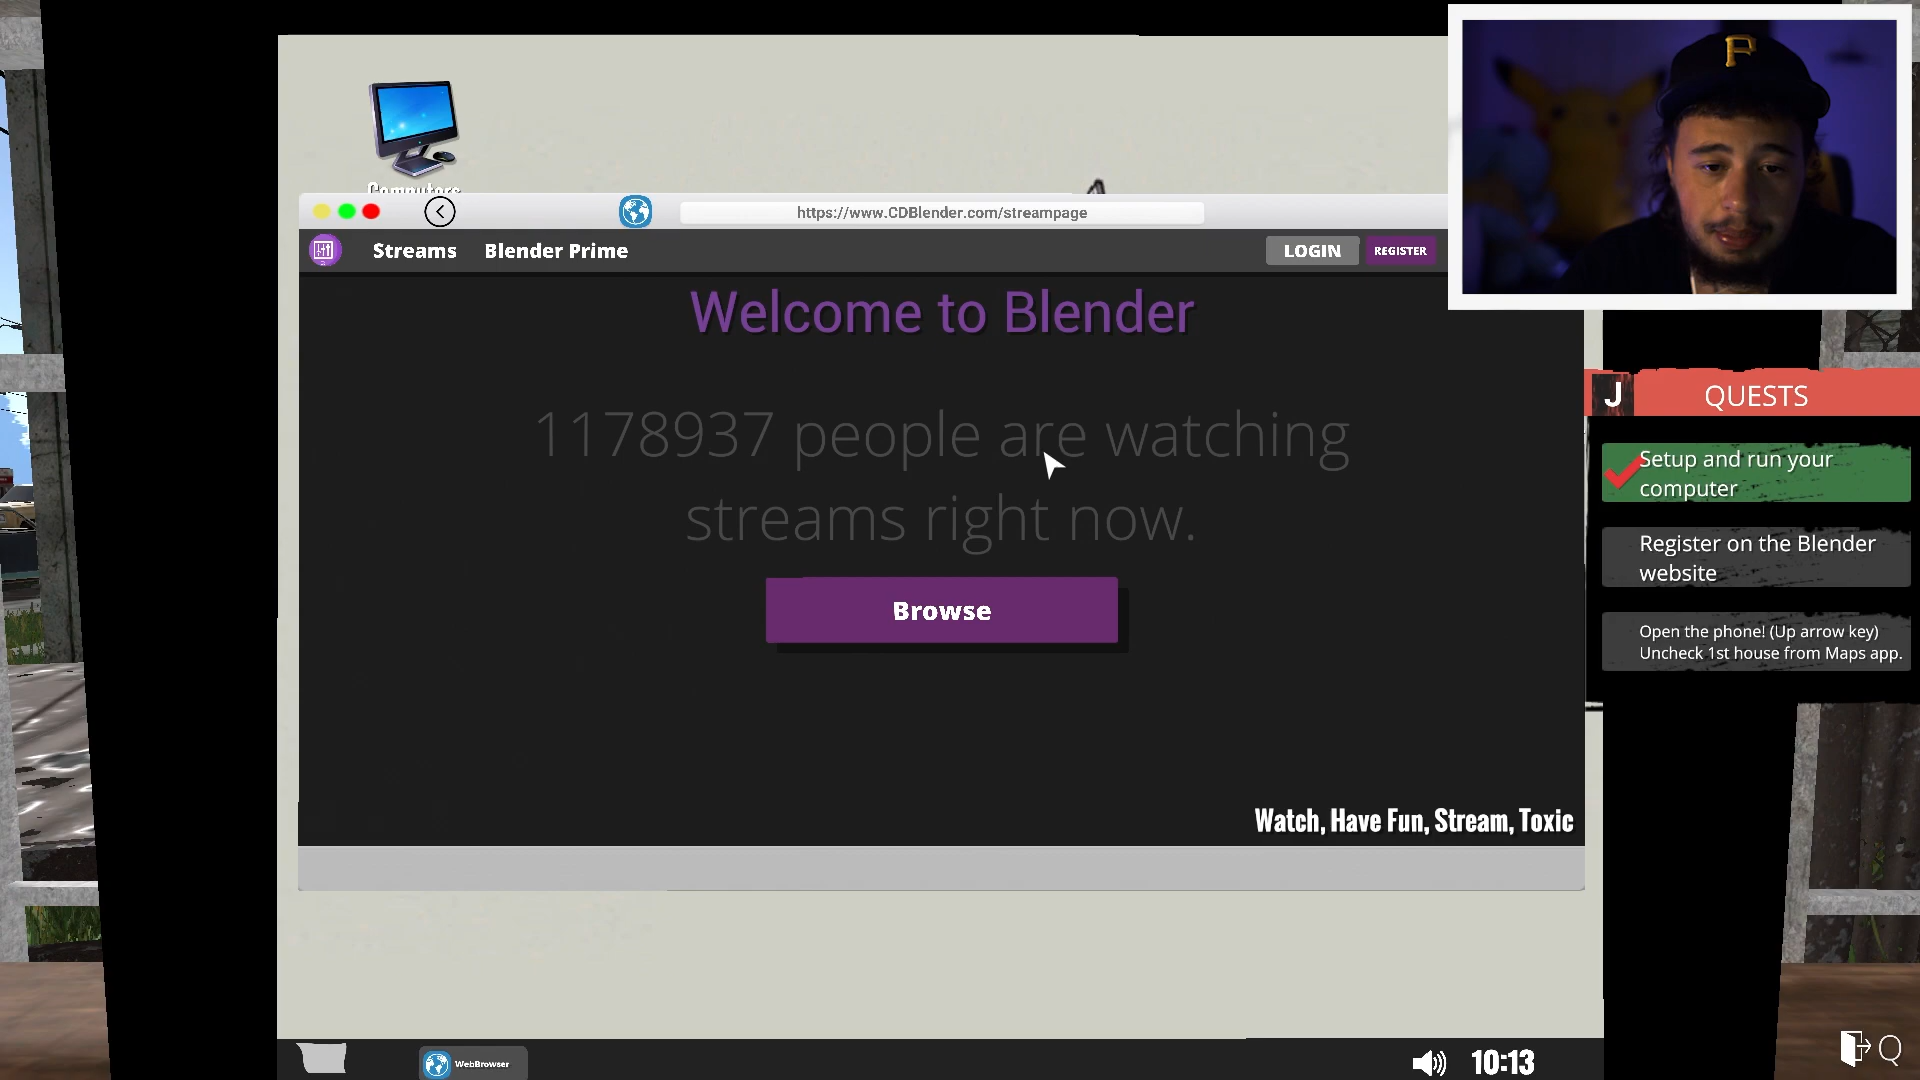 P
Computers
https://www.CDBlender.com/streampage
Streams
Blender Prime
LOGIN
REGISTER
Welcome to Blender
1178937 people are watching
streams right now.
Browse
Watch, Have Fun, Stream, Toxic
J
QUESTS
Setup and run your
computer
Register on the Blender
website
Open the phone! (Up arrow key)
Uncheck 1st house from Maps app.
WebBrowser
10:13
Q